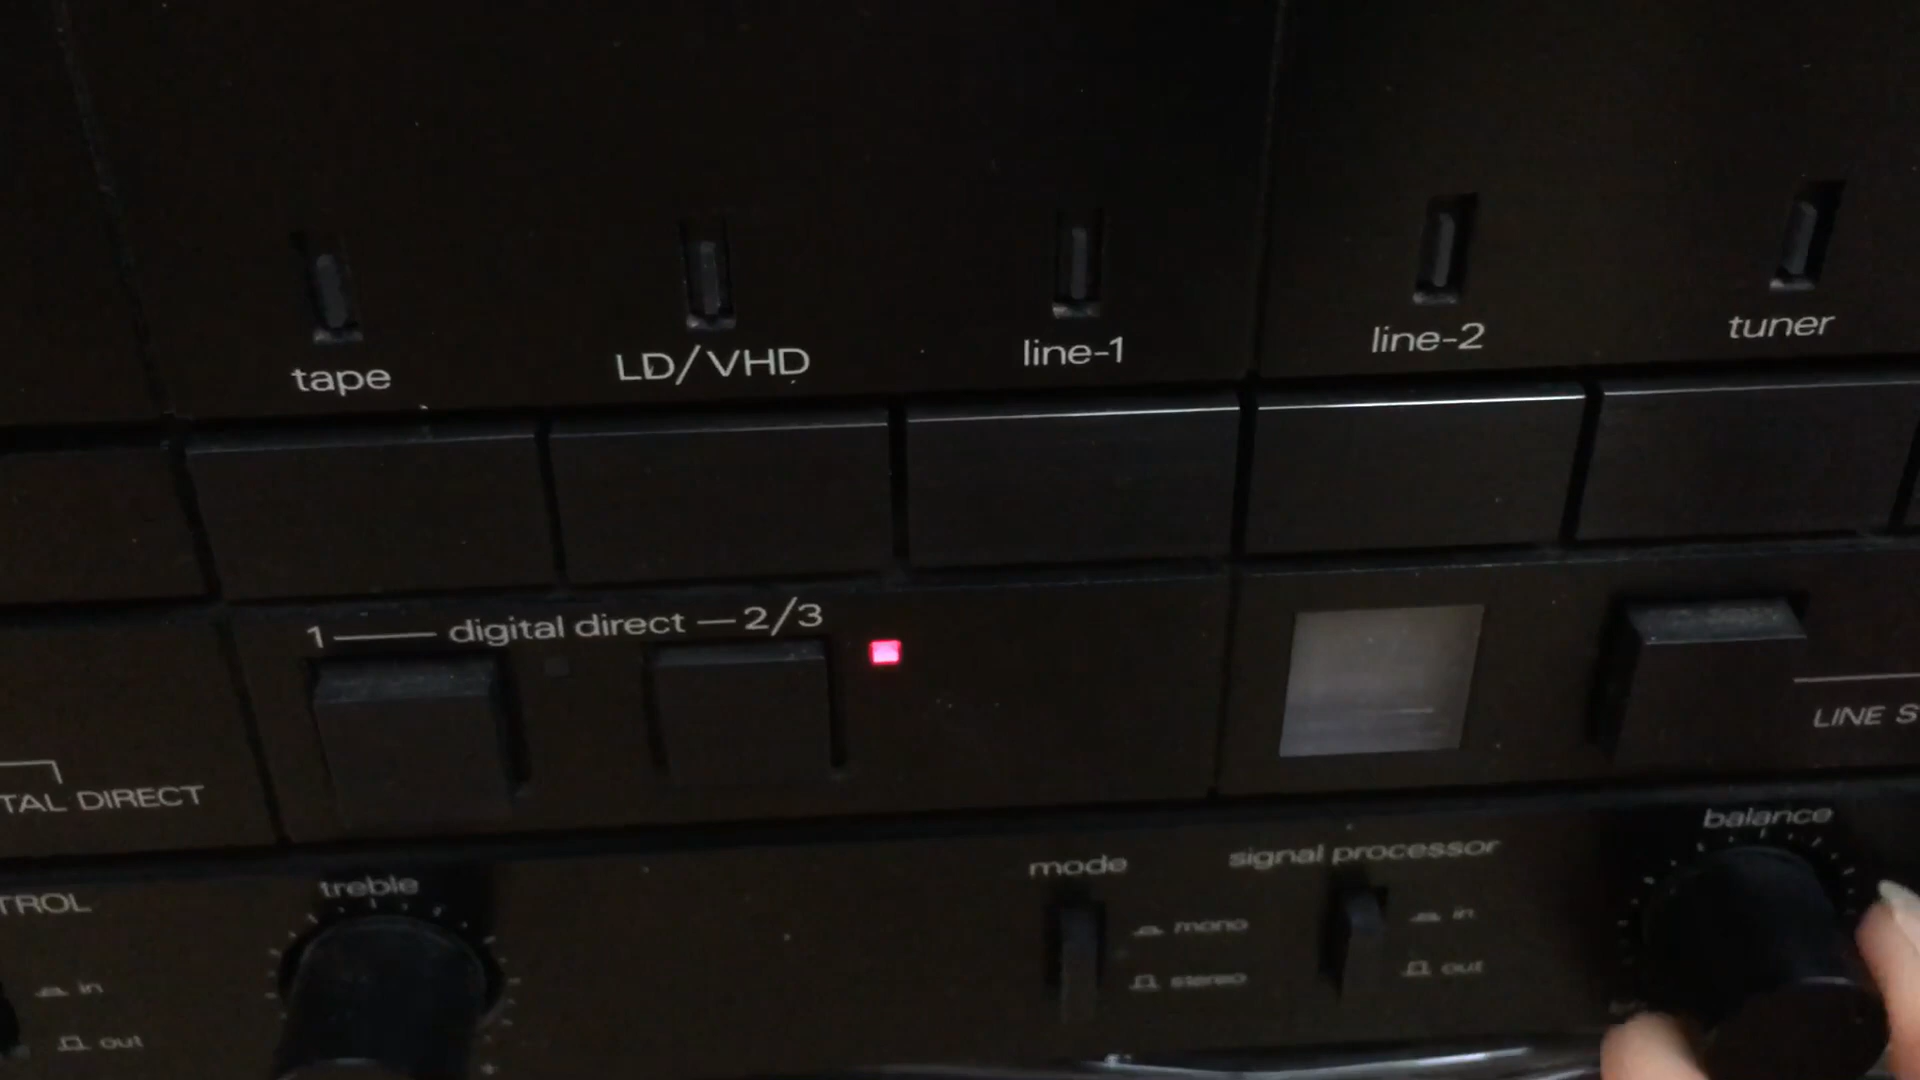 tape LD/VHD line-1 line-2 tuner
1 digital direct 2/3
TAL DIRECT
LINE S
TROL
treble
in
out
mode
mono
stereo
signal processor
in
out
balance